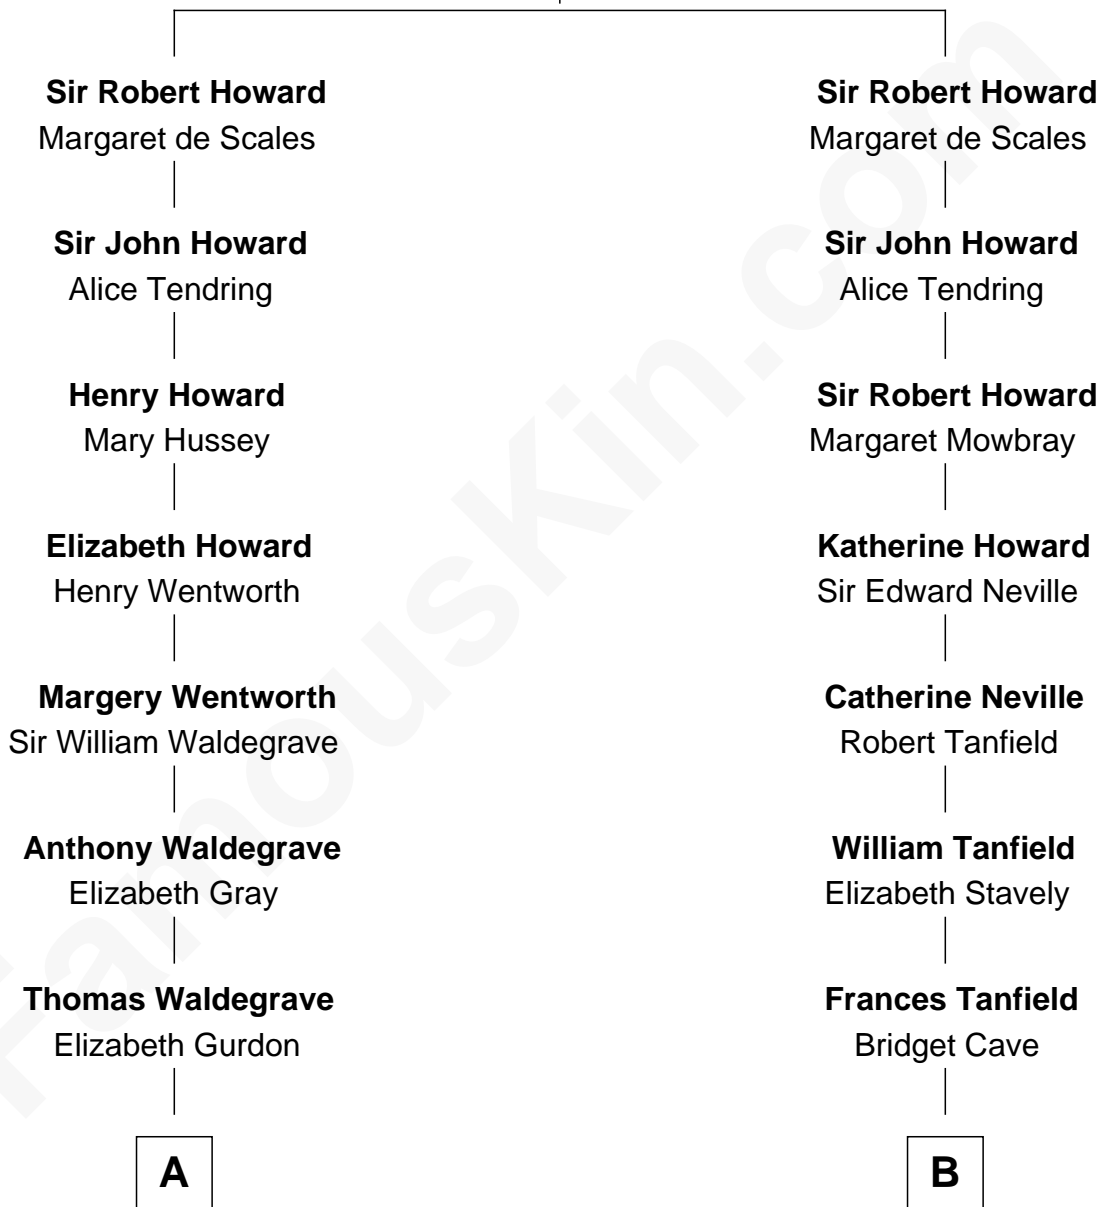 Sir Robert Howard
Margaret de Scales
Sir John Howard
Alice Tendring
Henry Howard
Mary Hussey
Elizabeth Howard
Henry Wentworth
Margery Wentworth
Sir William Waldegrave
Anthony Waldegrave
Elizabeth Gray
Thomas Waldegrave
Elizabeth Gurdon
A
Sir Robert Howard
Margaret de Scales
Sir John Howard
Alice Tendring
Sir Robert Howard
Margaret Mowbray
Katherine Howard
Sir Edward Neville
Catherine Neville
Robert Tanfield
William Tanfield
Elizabeth Stavely
Frances Tanfield
Bridget Cave
B
FamousKin.com